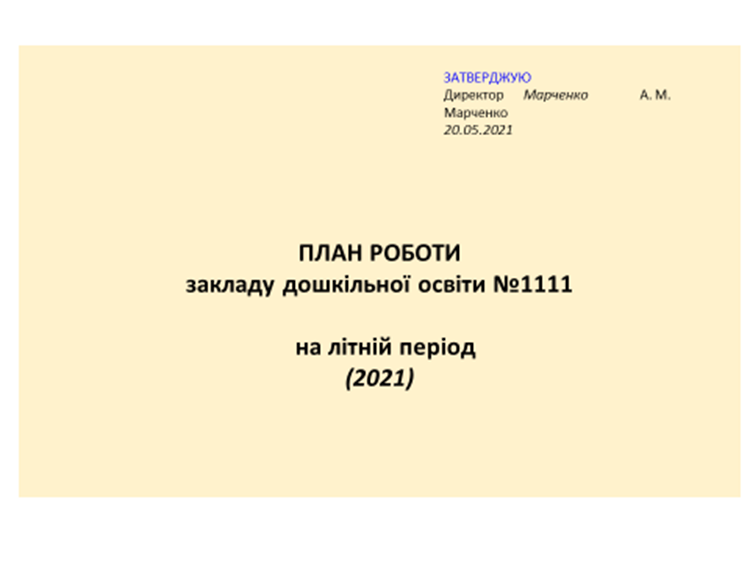 ЗАТВЕРДЖУЮ
Директор Марченко А. М.
Марченко
20.05.2021
ПЛАН РОБОТИ
закладу дошкільної освіти №1111
на літній період
(2021)